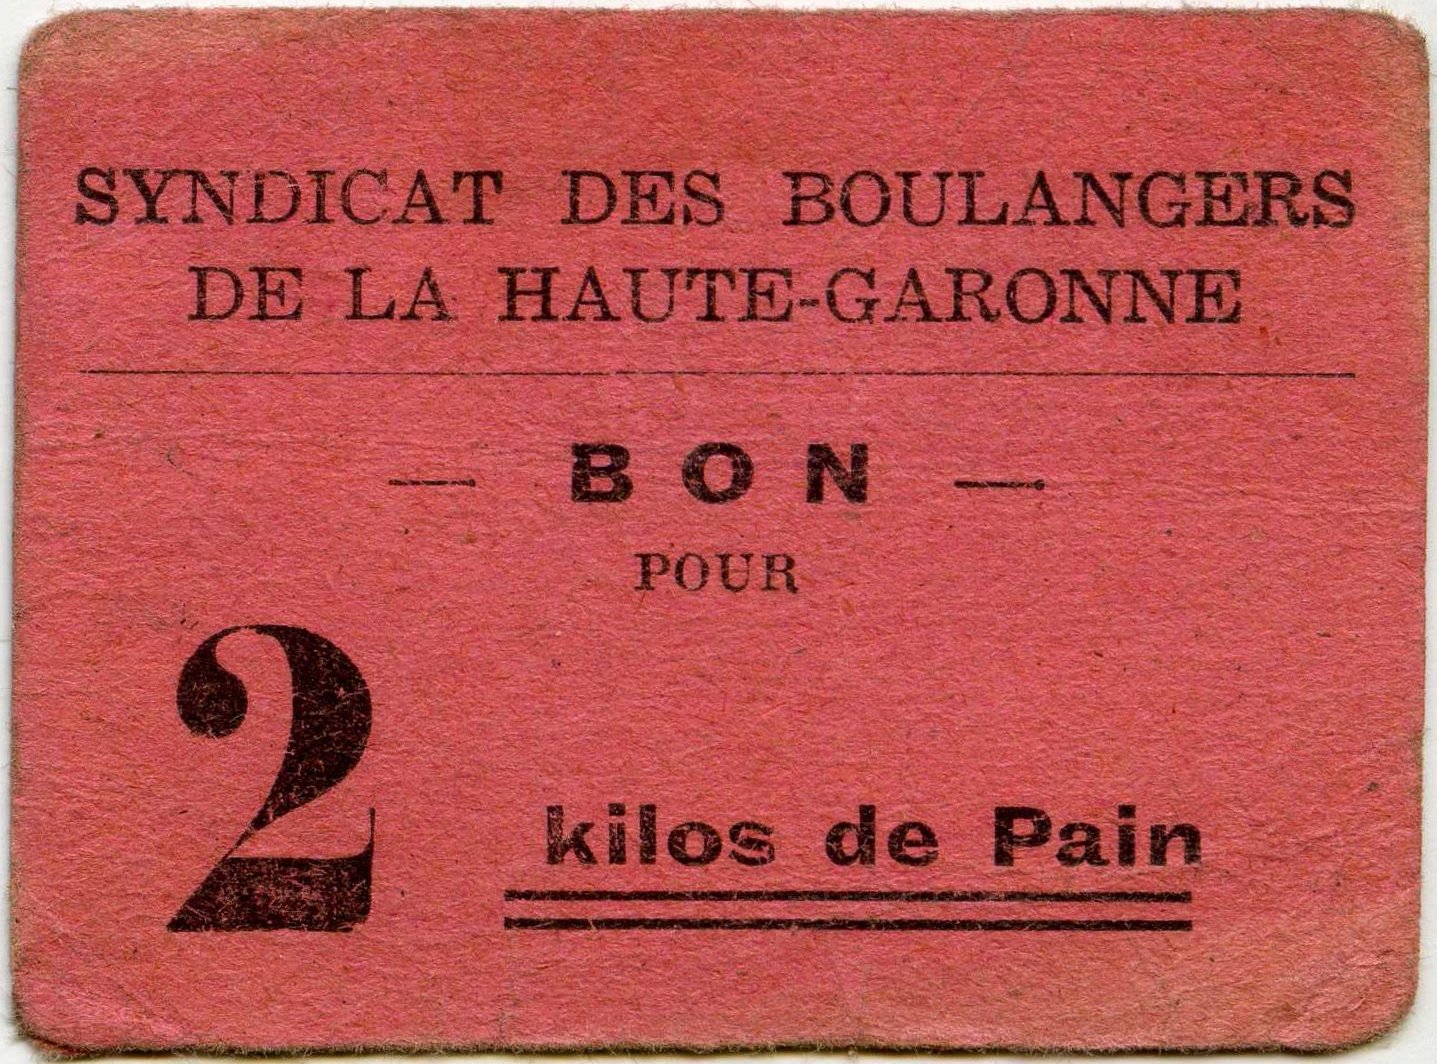 SYNDICAT DES BOULANGERS
DE LA HAUTE-GARONNE
— BON —
POUR
2 kilos de Pain